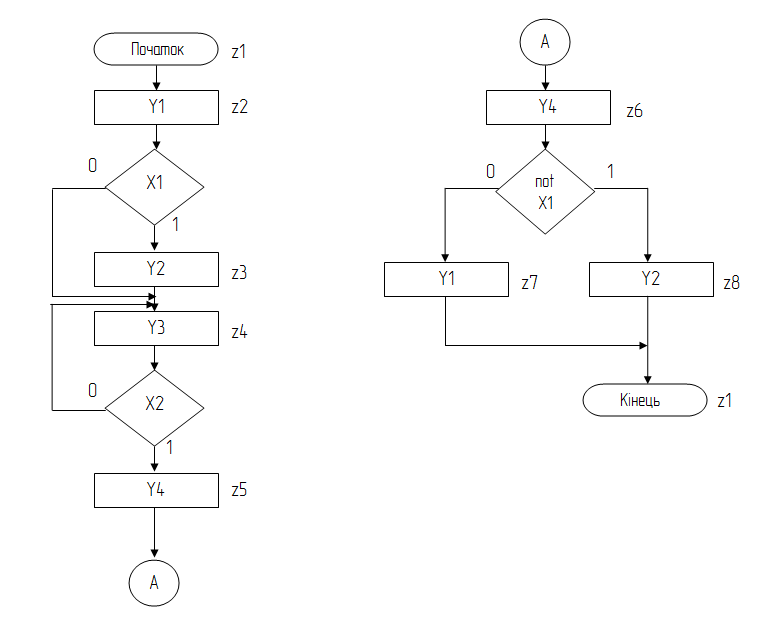 Початок
z1
Y1
z2
0
X1
1
Y2
z3
Y3
z4
0
X2
1
Y4
z5
A
A
Y4
z6
0
not
X1
1
Y1
z7
Y2
z8
Кінець
z1